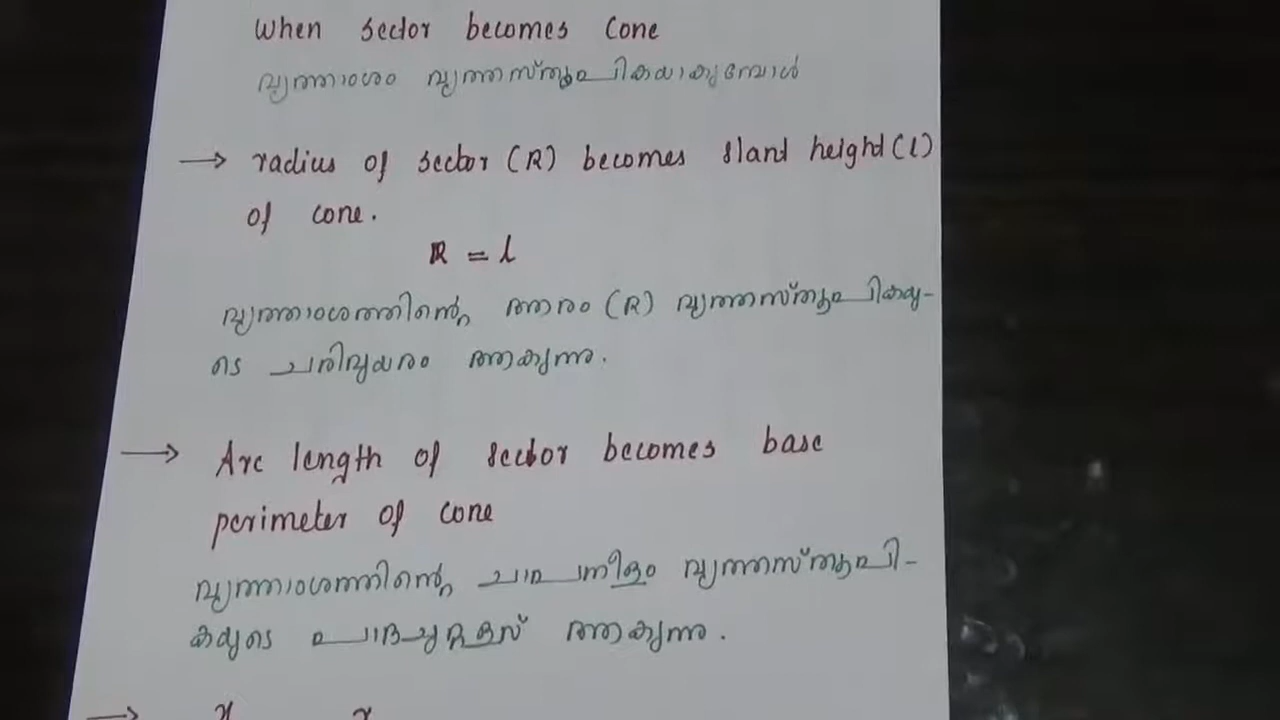 When sector becomes Cone
വൃത്താംശം വൃത്തസ്തൂപികയാകുമ്പോൾ
→ radius of sector (R) becomes slant height (l)
of cone.
R = l
വൃത്താംശത്തിന്റെ ആരം (R) വൃത്തസ്തൂപികയു-
ടെ ചരിവുയരം ആകുന്നു.
→ Arc length of sector becomes base
perimeter of cone
വൃത്താംശത്തിന്റെ ചാപനീളം വൃത്തസ്തൂപി-
കയുടെ പാദചുറ്റളവ് ആകുന്നു.
→